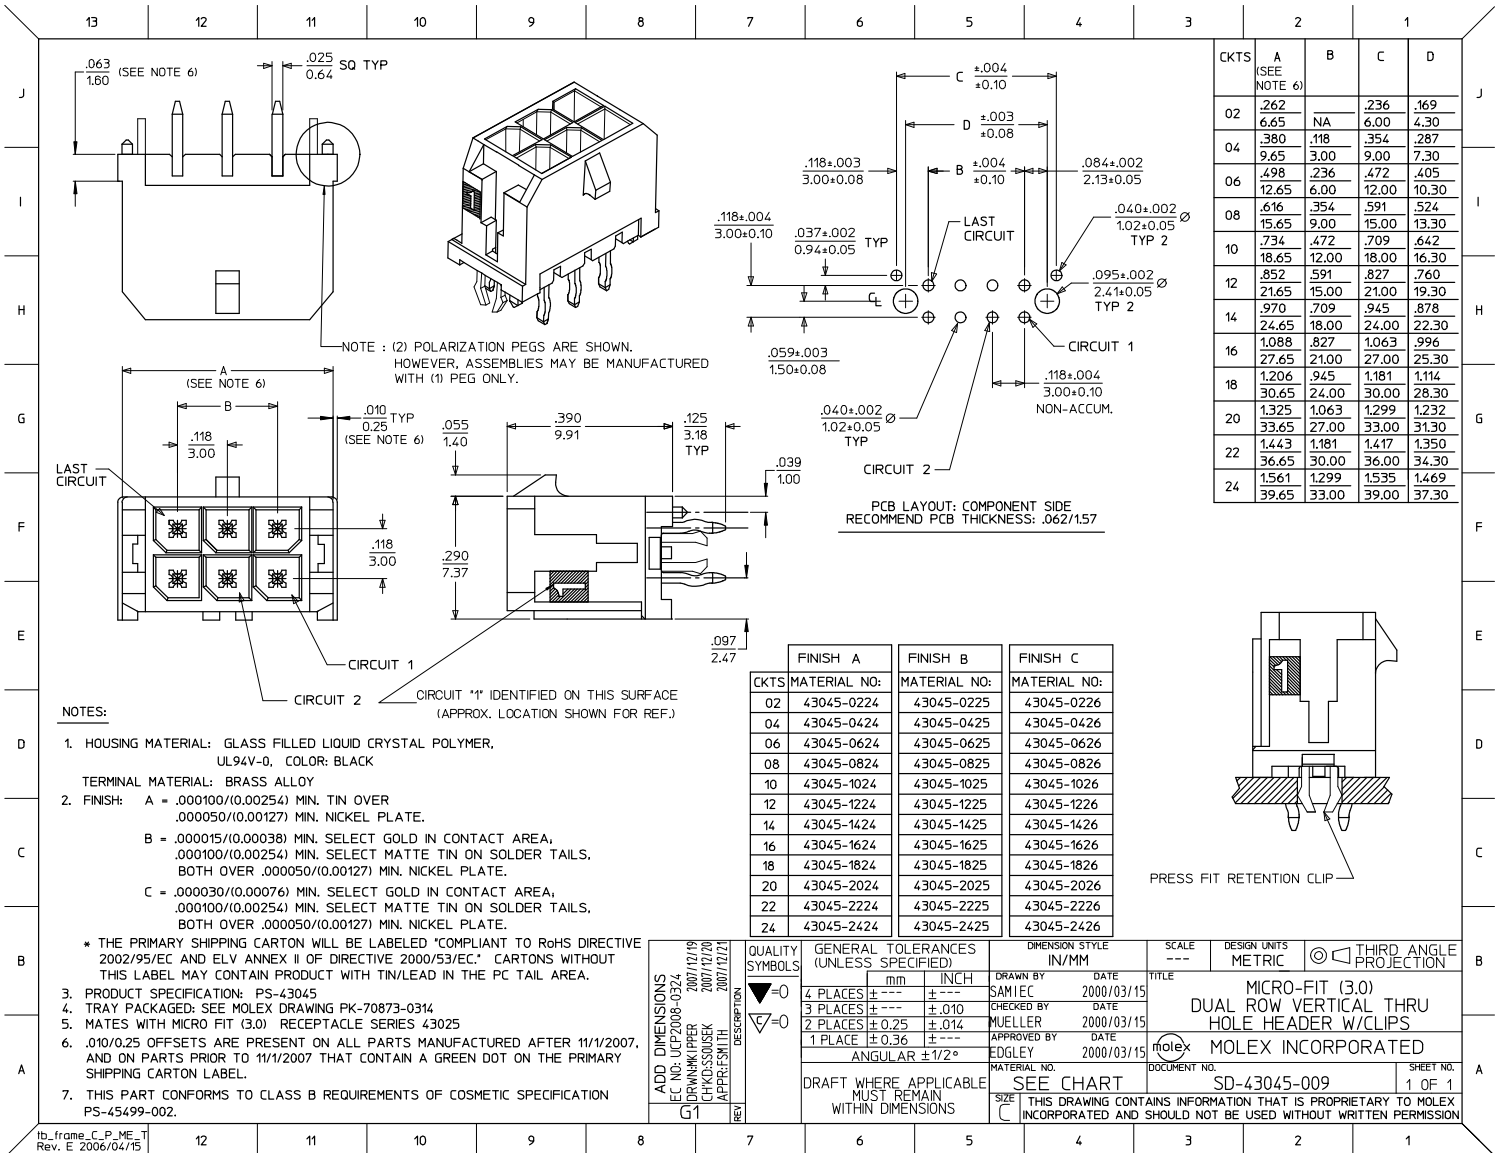 13 12 11 10 9 8 7 6 5 4 3 2 1
J I H G F E D C B A
.063
1.60
(SEE NOTE 6)
.025
0.64
SQ TYP
1
NOTE : (2) POLARIZATION PEGS ARE SHOWN.
HOWEVER, ASSEMBLIES MAY BE MANUFACTURED
WITH (1) PEG ONLY.
C ±.004
±0.10
D ±.003
±0.08
B ±.004
±0.10
.118±.003
3.00±0.08
.084±.002
2.13±0.05
.118±.004
3.00±0.10
.037±.002
0.94±0.05
TYP
LAST
CIRCUIT
.040±.002
1.02±0.05 Ø
TYP 2
.095±.002
2.41±0.05 Ø
TYP 2
CL
CIRCUIT 1
.059±.003
1.50±0.08
.118±.004
3.00±0.10
NON-ACCUM.
.040±.002
1.02±0.05 Ø
TYP
CIRCUIT 2
PCB LAYOUT: COMPONENT SIDE
RECOMMEND PCB THICKNESS: .062/1.57
CKTS A B C D
(SEE
NOTE 6)
02 .262 .236 .169
6.65 NA 6.00 4.30
04 .380 .118 .354 .287
9.65 3.00 9.00 7.30
06 .498 .236 .472 .405
12.65 6.00 12.00 10.30
08 .616 .354 .591 .524
15.65 9.00 15.00 13.30
10 .734 .472 .709 .642
18.65 12.00 18.00 16.30
12 .852 .591 .827 .760
21.65 15.00 21.00 19.30
14 .970 .709 .945 .878
24.65 18.00 24.00 22.30
16 1.088 .827 1.063 .996
27.65 21.00 27.00 25.30
18 1.206 .945 1.181 1.114
30.65 24.00 30.00 28.30
20 1.325 1.063 1.299 1.232
33.65 27.00 33.00 31.30
22 1.443 1.181 1.417 1.350
36.65 30.00 36.00 34.30
24 1.561 1.299 1.535 1.469
39.65 33.00 39.00 37.30
A
(SEE NOTE 6)
B
.118
3.00
.010
0.25
TYP
(SEE NOTE 6)
LAST
CIRCUIT
.118
3.00
CIRCUIT 1
CIRCUIT 2
.055
1.40
.390
9.91
.125
3.18
TYP
.039
1.00
.290
7.37
1
.097
2.47
CIRCUIT "1" IDENTIFIED ON THIS SURFACE
(APPROX. LOCATION SHOWN FOR REF.)
1
PRESS FIT RETENTION CLIP
FINISH A FINISH B FINISH C
CKTS MATERIAL NO: MATERIAL NO: MATERIAL NO:
02 43045-0224 43045-0225 43045-0226
04 43045-0424 43045-0425 43045-0426
06 43045-0624 43045-0625 43045-0626
08 43045-0824 43045-0825 43045-0826
10 43045-1024 43045-1025 43045-1026
12 43045-1224 43045-1225 43045-1226
14 43045-1424 43045-1425 43045-1426
16 43045-1624 43045-1625 43045-1626
18 43045-1824 43045-1825 43045-1826
20 43045-2024 43045-2025 43045-2026
22 43045-2224 43045-2225 43045-2226
24 43045-2424 43045-2425 43045-2426
NOTES:
1. HOUSING MATERIAL: GLASS FILLED LIQUID CRYSTAL POLYMER,
UL94V-0, COLOR: BLACK
TERMINAL MATERIAL: BRASS ALLOY
2. FINISH: A = .000100/(0.00254) MIN. TIN OVER
.000050/(0.00127) MIN. NICKEL PLATE.
B = .000015/(0.00038) MIN. SELECT GOLD IN CONTACT AREA;
.000100/(0.00254) MIN. SELECT MATTE TIN ON SOLDER TAILS,
BOTH OVER .000050/(0.00127) MIN. NICKEL PLATE.
C = .000030/(0.00076) MIN. SELECT GOLD IN CONTACT AREA;
.000100/(0.00254) MIN. SELECT MATTE TIN ON SOLDER TAILS,
BOTH OVER .000050/(0.00127) MIN. NICKEL PLATE.
* THE PRIMARY SHIPPING CARTON WILL BE LABELED "COMPLIANT TO RoHS DIRECTIVE
2002/95/EC AND ELV ANNEX II OF DIRECTIVE 2000/53/EC." CARTONS WITHOUT
THIS LABEL MAY CONTAIN PRODUCT WITH TIN/LEAD IN THE PC TAIL AREA.
3. PRODUCT SPECIFICATION: PS-43045
4. TRAY PACKAGED: SEE MOLEX DRAWING PK-70873-0314
5. MATES WITH MICRO FIT (3.0) RECEPTACLE SERIES 43025
6. .010/0.25 OFFSETS ARE PRESENT ON ALL PARTS MANUFACTURED AFTER 11/1/2007,
AND ON PARTS PRIOR TO 11/1/2007 THAT CONTAIN A GREEN DOT ON THE PRIMARY
SHIPPING CARTON LABEL.
7. THIS PART CONFORMS TO CLASS B REQUIREMENTS OF COSMETIC SPECIFICATION
PS-45499-002.
ADD DIMENSIONS
EC NO: UCP2008-0324
DRWN:MKIPPER 2007/12/19
CH'KD:SSOUSEK 2007/12/20
APPR:FSMITH 2007/12/21
G1
REV
DESCRIPTION
QUALITY
SYMBOLS
=0
C =0
GENERAL TOLERANCES
(UNLESS SPECIFIED)
mm INCH
4 PLACES ±--- ±---
3 PLACES ±--- ±.010
2 PLACES ±0.25 ±.014
1 PLACE ±0.36 ±---
ANGULAR ±1/2°
DRAFT WHERE APPLICABLE
MUST REMAIN
WITHIN DIMENSIONS
DIMENSION STYLE
IN/MM
SCALE
---
DESIGN UNITS
METRIC
THIRD ANGLE
PROJECTION
DRAWN BY DATE
SAMIEC 2000/03/15
CHECKED BY DATE
MUELLER 2000/03/15
APPROVED BY DATE
EDGLEY 2000/03/15
TITLE
MICRO-FIT (3.0)
DUAL ROW VERTICAL THRU
HOLE HEADER W/CLIPS
molex MOLEX INCORPORATED
MATERIAL NO.
SEE CHART
DOCUMENT NO.
SD-43045-009
SHEET NO.
1 OF 1
SIZE
C
THIS DRAWING CONTAINS INFORMATION THAT IS PROPRIETARY TO MOLEX
INCORPORATED AND SHOULD NOT BE USED WITHOUT WRITTEN PERMISSION
tb_frame_C_P_ME_T
Rev. E 2006/04/15
12 11 10 9 8 7 6 5 4 3 2 1
J I H G F E D C B A